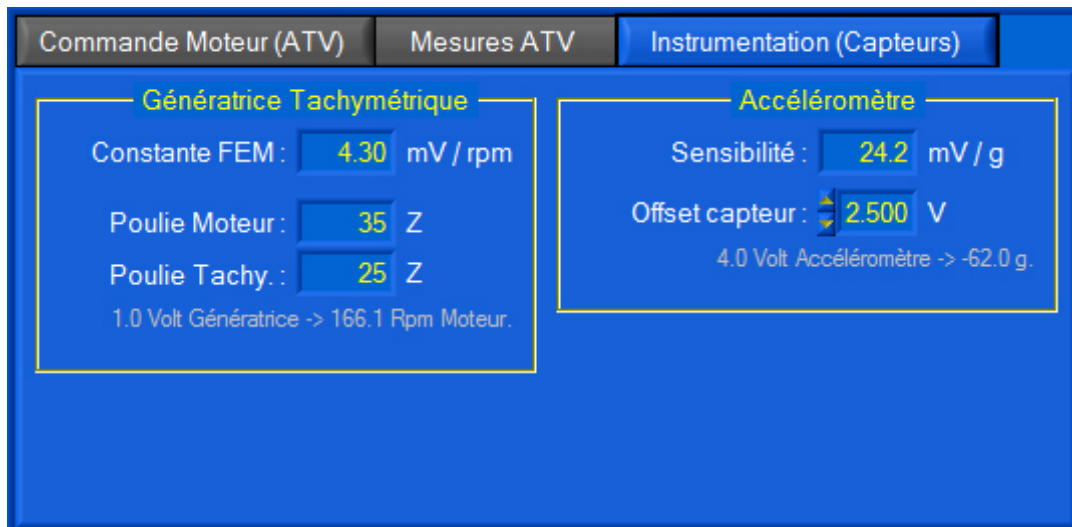 Commande Moteur (ATV)
Mesures ATV
Instrumentation (Capteurs)
Génératrice Tachymétrique
Constante FEM : 4.30 mV / rpm
Poulie Moteur : 35 Z
Poulie Tachy. : 25 Z
1.0 Volt Génératrice -> 166.1 Rpm Moteur.
Accéléromètre
Sensibilité : 24.2 mV / g
Offset capteur : 2.500 V
4.0 Volt Accéléromètre -> -62.0 g.